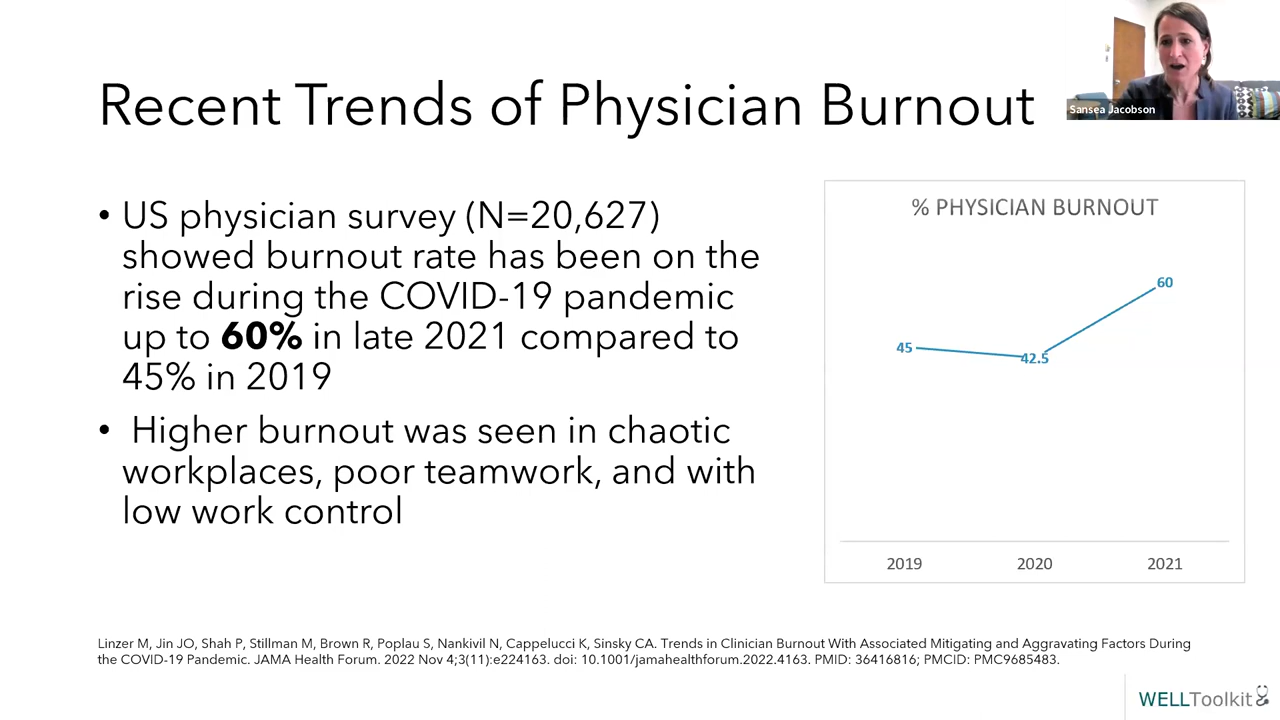 Recent Trends of Physician Burnout
Sansea Jacobson
• US physician survey (N=20,627)
showed burnout rate has been on the
rise during the COVID-19 pandemic
up to 60% in late 2021 compared to
45% in 2019
• Higher burnout was seen in chaotic
workplaces, poor teamwork, and with
low work control
% PHYSICIAN BURNOUT
60
45
42.5
2019 2020 2021
Linzer M, Jin JO, Shah P, Stillman M, Brown R, Poplau S, Nankivil N, Cappelucci K, Sinsky CA. Trends in Clinician Burnout With Associated Mitigating and Aggravating Factors During
the COVID-19 Pandemic. JAMA Health Forum. 2022 Nov 4;3(11):e224163. doi: 10.1001/jamahealthforum.2022.4163. PMID: 36416816; PMCID: PMC9685483.
WELLToolkit